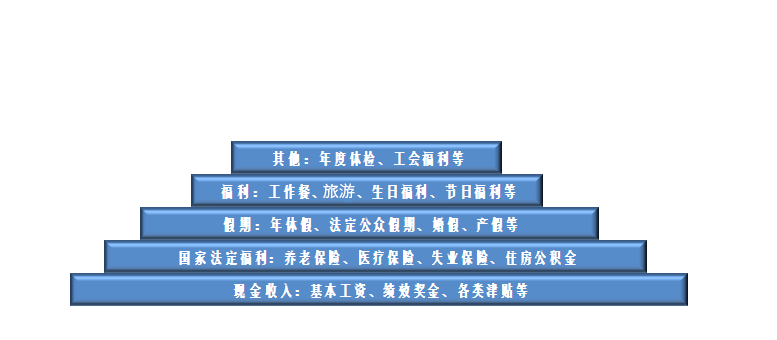 其他：年度体检、工会福利等
福利：工作餐、旅游、生日福利、节日福利等
假期：年休假、法定公众假期、婚假、产假等
国家法定福利：养老保险、医疗保险、失业保险、住房公积金
现金收入：基本工资、绩效奖金、各类津贴等